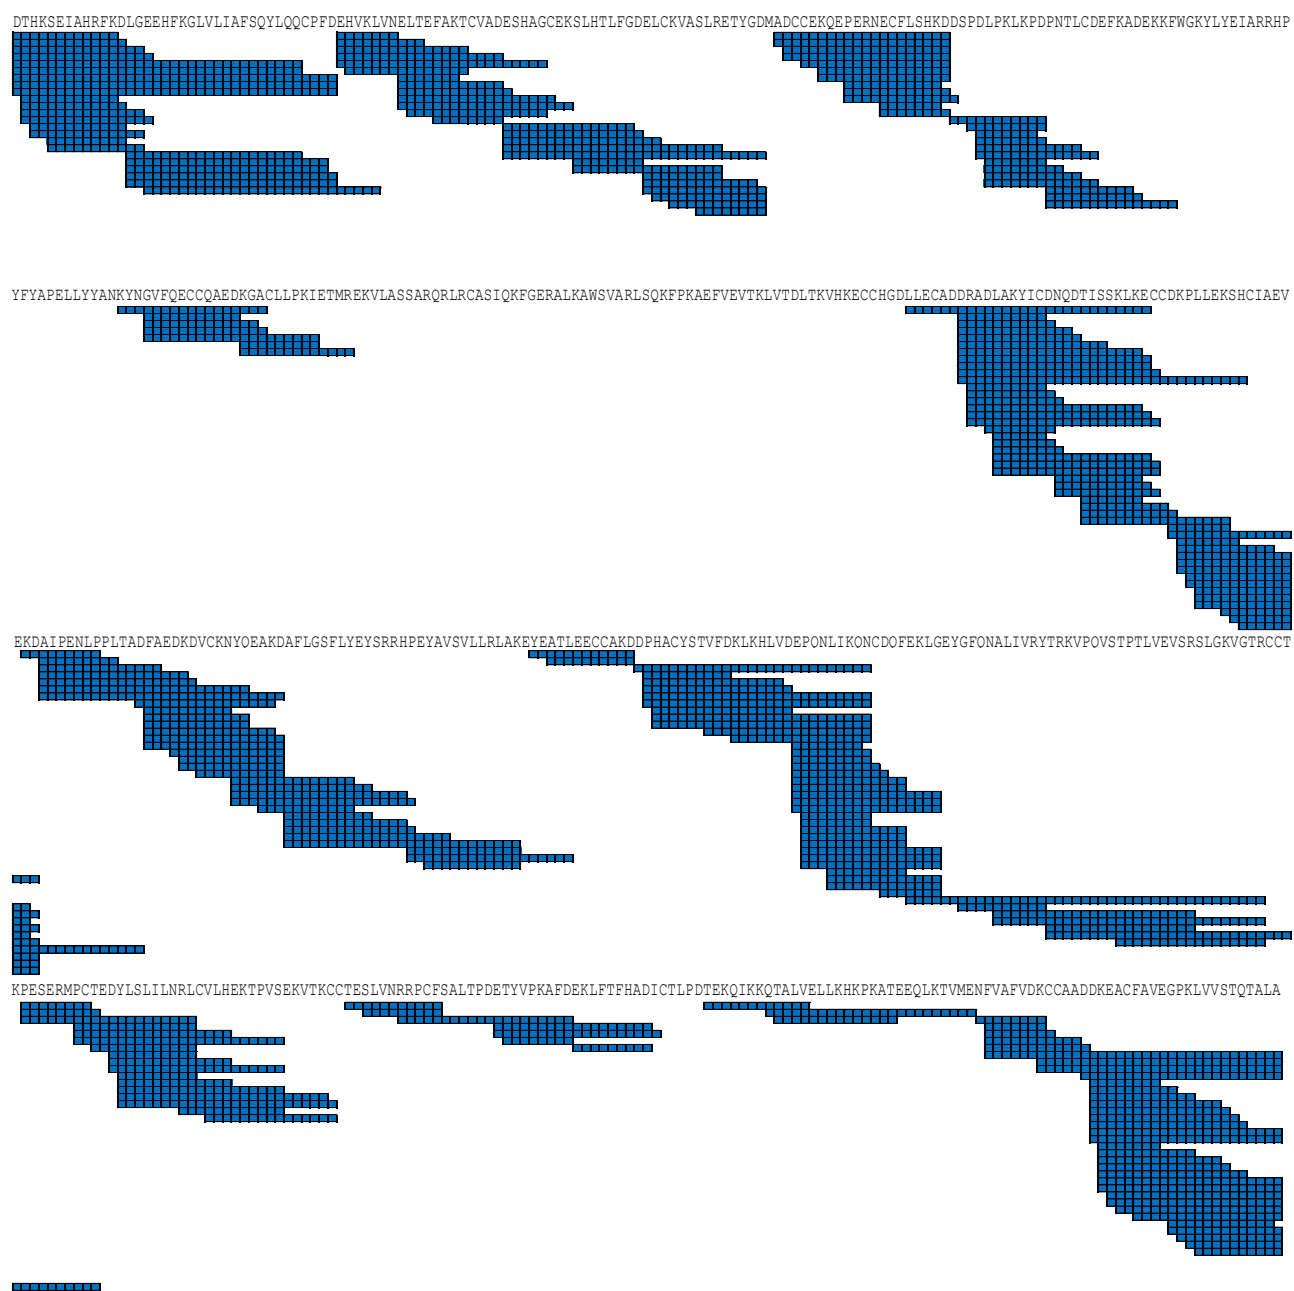 DTHKSEIAHRFKDLGEEHFKGLVLIAFSQYLQQCPFDEHVKLVNELTEFAKTCVADESHAGCEKSLHTLFGDELCKVASLRETYGDMADCCEKQEPERNECFLSHKDDSPDLPKLKPDPNTLCDEFKADEKKFWGKYLYEIARRHP
YFYAPELLYYANKYNGVFQECCQAEDKGACLLPKIETMREKVLASSARQRLRCASIQKFGERALKAWSVARLSQKFPKAEFVEVTKLVTDLTKVHKECCHGDLLECADDRADLAKYICDNQDTISSKLKECCDKPLLEKSHCIAEV
EKDAIPENLPPLTADFAEDKDVCKNYQEAKDAFLGSFLYEYSRRHPEYAVSVLLRLAKEYEATLEECCAKDDPHACYSTVFDKLKHLVDEPQNLIKQNCDQFEKLGEYGFQNALIVRYTRKVPQVSTPTLVEVSRSLGKVGTRCCT
KPESERMPCTEDYLSLILNRLCVLHEKTPVSEKVTKCCTESLVNRRPCFSALTPDETYVPKAFDEKLFTFHADICTLPDTEKQIKKQTALVELLKHKPKATEEQLKTVMENFVAFVDKCCAADDKEACFAVEGPKLVVSTQTALA